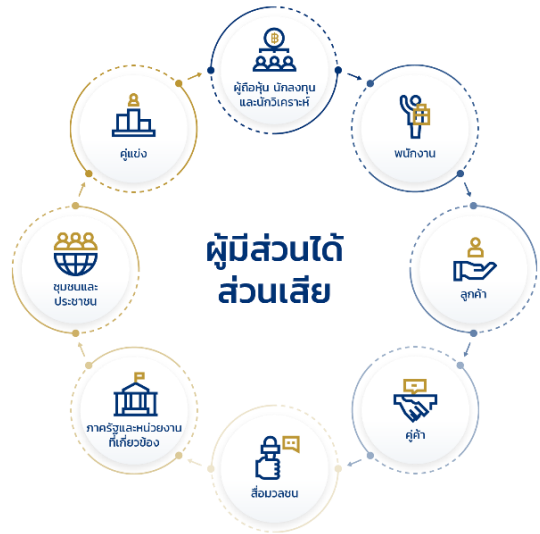 ผู้มีส่วนได้
ส่วนเสีย
ผู้ถือหุ้น นักลงทุน
และนักวิเคราะห์
พนักงาน
ลูกค้า
คู่ค้า
สื่อมวลชน
ภาครัฐและหน่วยงาน
ที่เกี่ยวข้อง
ชุมชนและ
ประชาชน
คู่แข่ง